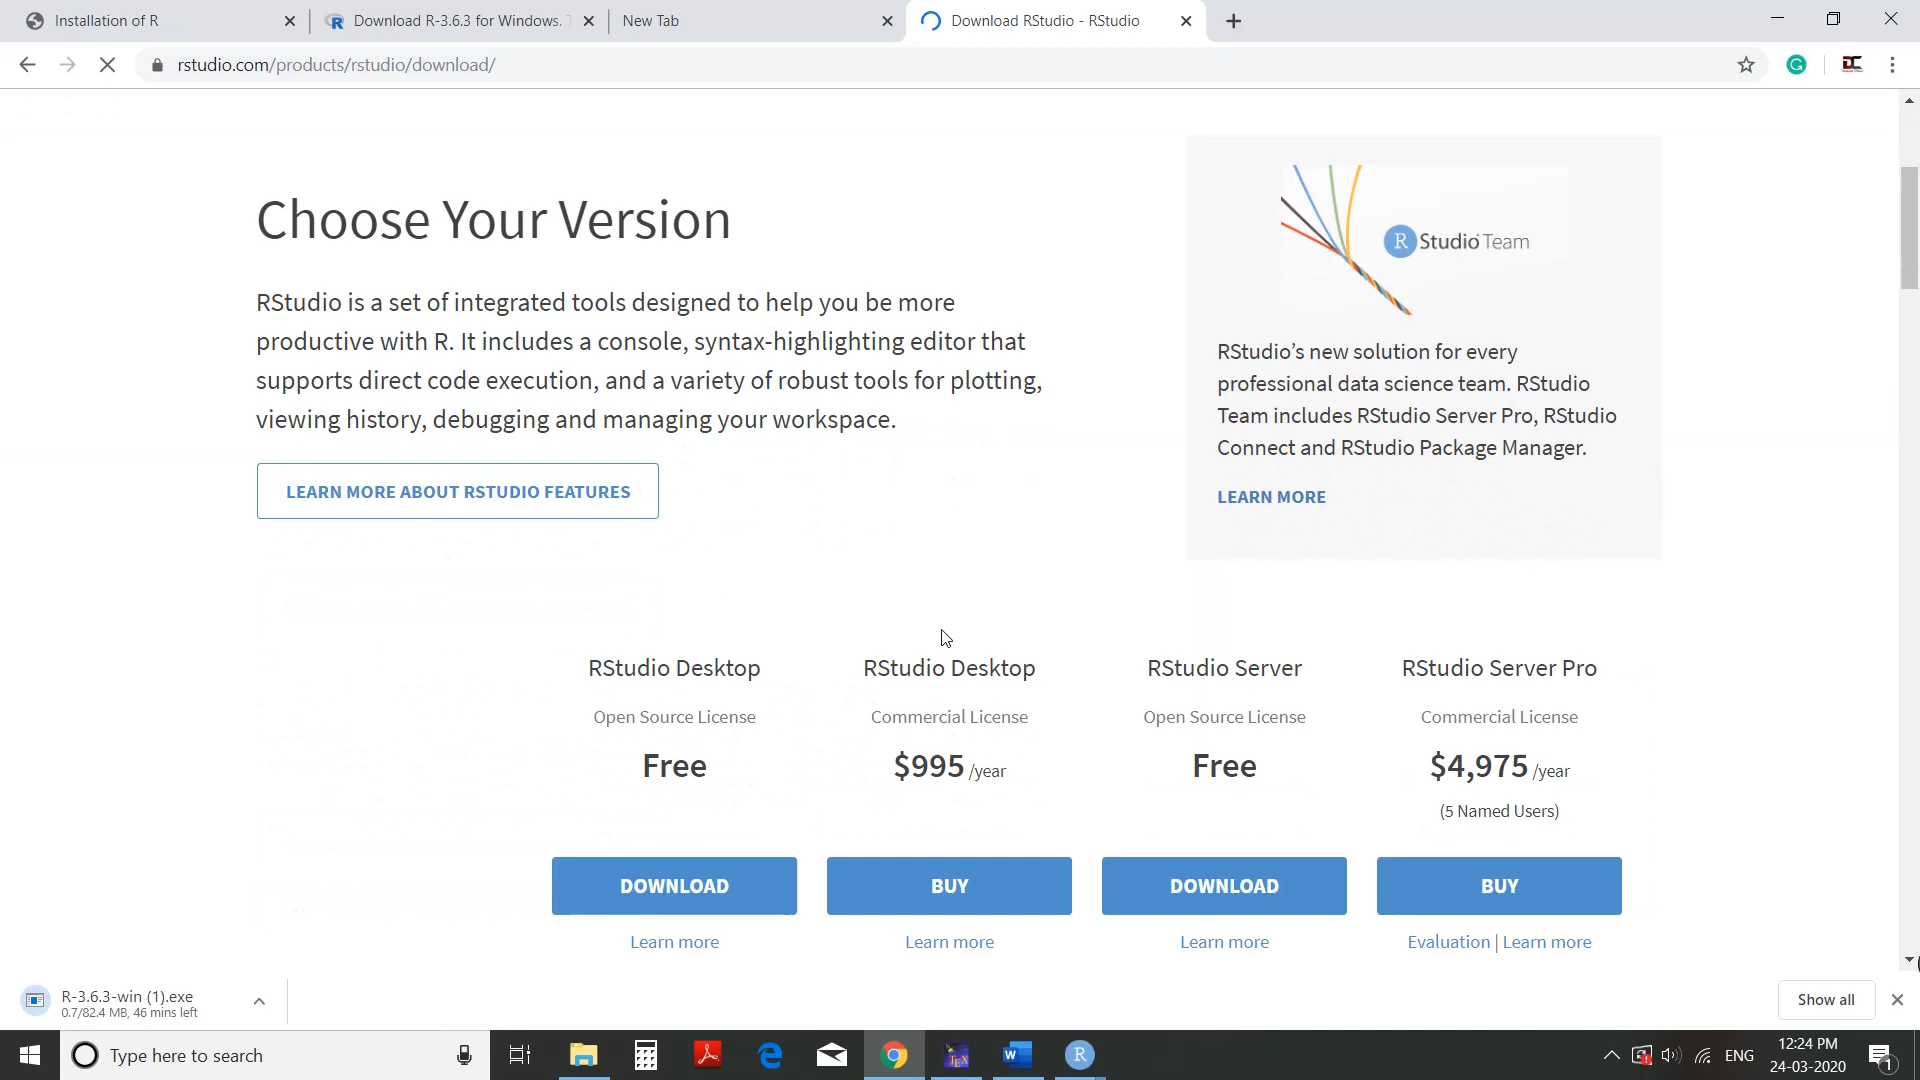 Installation of R
Download R-3.6.3 for Windows.
New Tab
Download RStudio - RStudio
rstudio.com/products/rstudio/download/
Choose Your Version
RStudio is a set of integrated tools designed to help you be more
productive with R. It includes a console, syntax-highlighting editor that
supports direct code execution, and a variety of robust tools for plotting,
viewing history, debugging and managing your workspace.
LEARN MORE ABOUT RSTUDIO FEATURES
R Studio Team
RStudio’s new solution for every
professional data science team. RStudio
Team includes RStudio Server Pro, RStudio
Connect and RStudio Package Manager.
LEARN MORE
RStudio Desktop
Open Source License
Free
DOWNLOAD
Learn more
RStudio Desktop
Commercial License
$995 /year
BUY
Learn more
RStudio Server
Open Source License
Free
DOWNLOAD
Learn more
RStudio Server Pro
Commercial License
$4,975 /year
(5 Named Users)
BUY
Evaluation | Learn more
R-3.6.3-win (1).exe
0.7/82.4 MB, 46 mins left
Show all
Type here to search
ENG
12:24 PM
24-03-2020
1